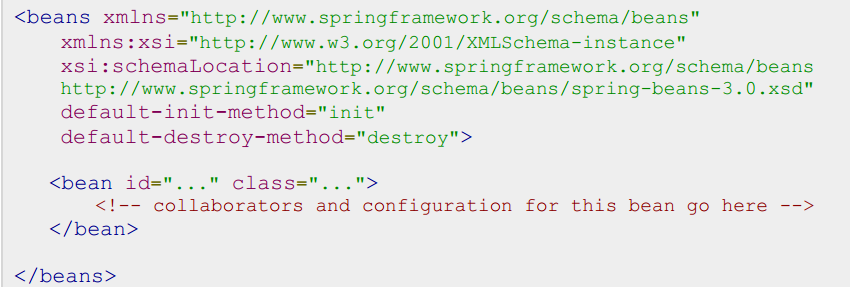 <beans xmlns="http://www.springframework.org/schema/beans"
xmlns:xsi="http://www.w3.org/2001/XMLSchema-instance"
xsi:schemaLocation="http://www.springframework.org/schema/beans
http://www.springframework.org/schema/beans/spring-beans-3.0.xsd"
default-init-method="init"
default-destroy-method="destroy">
<bean id="..." class="...">
<!-- collaborators and configuration for this bean go here -->
</bean>
</beans>